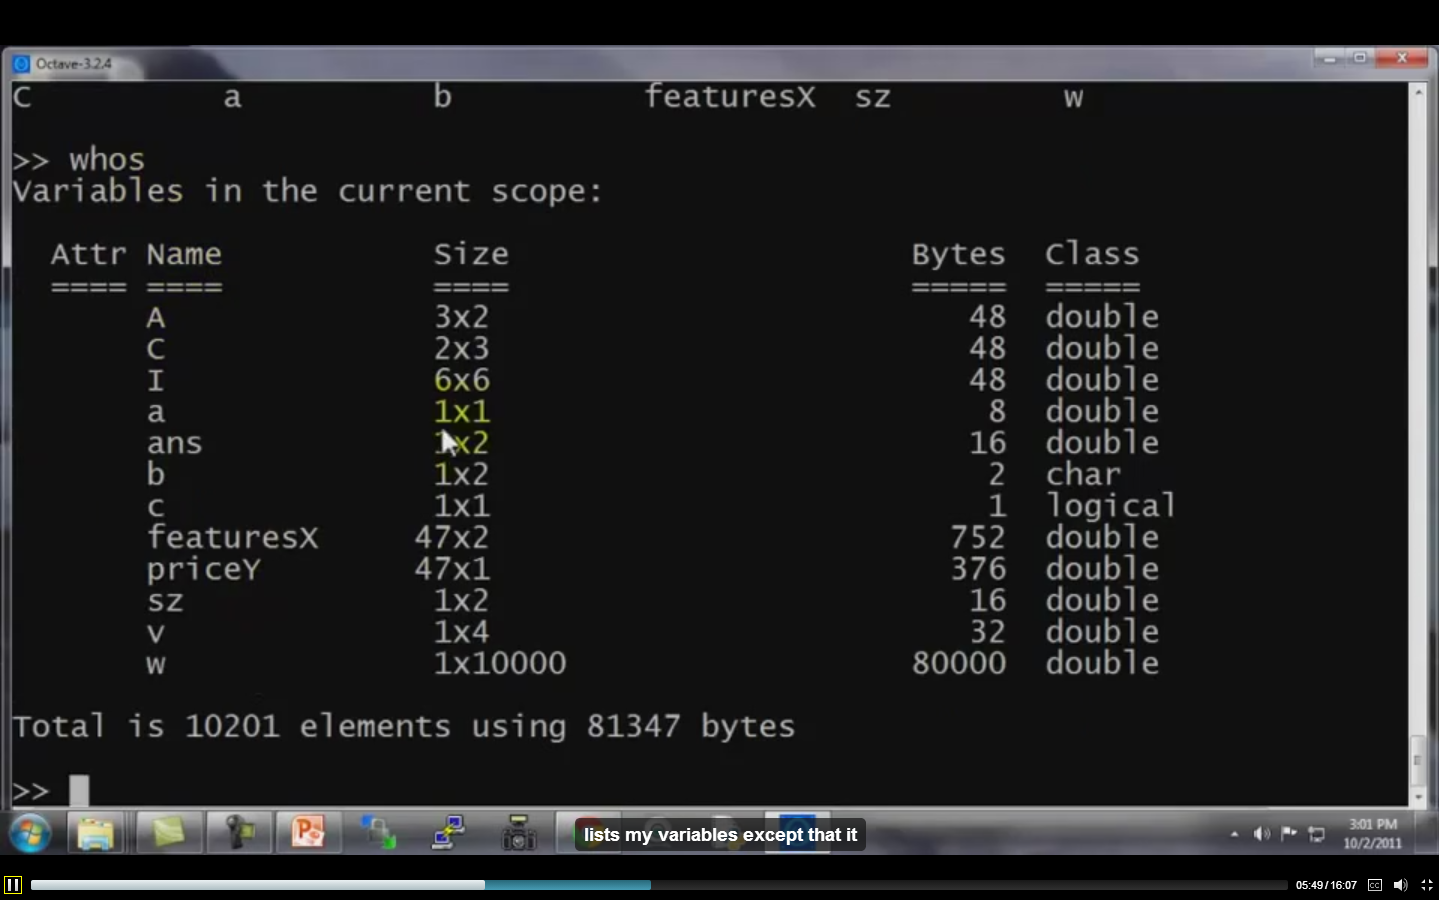 Octave-3.2.4
C a b featuresX sz w
>> whos
Variables in the current scope:
Attr Name Size Bytes Class
==== ==== ==== ===== =====
A 3x2 48 double
C 2x3 48 double
I 6x6 48 double
a 1x1 8 double
ans 1x2 16 double
b 1x2 2 char
c 1x1 1 logical
featuresX 47x2 752 double
priceY 47x1 376 double
sz 1x2 16 double
v 1x4 32 double
w 1x10000 80000 double
Total is 10201 elements using 81347 bytes
>>
lists my variables except that it
3:01 PM
10/2/2011
05:49/16:07
CC